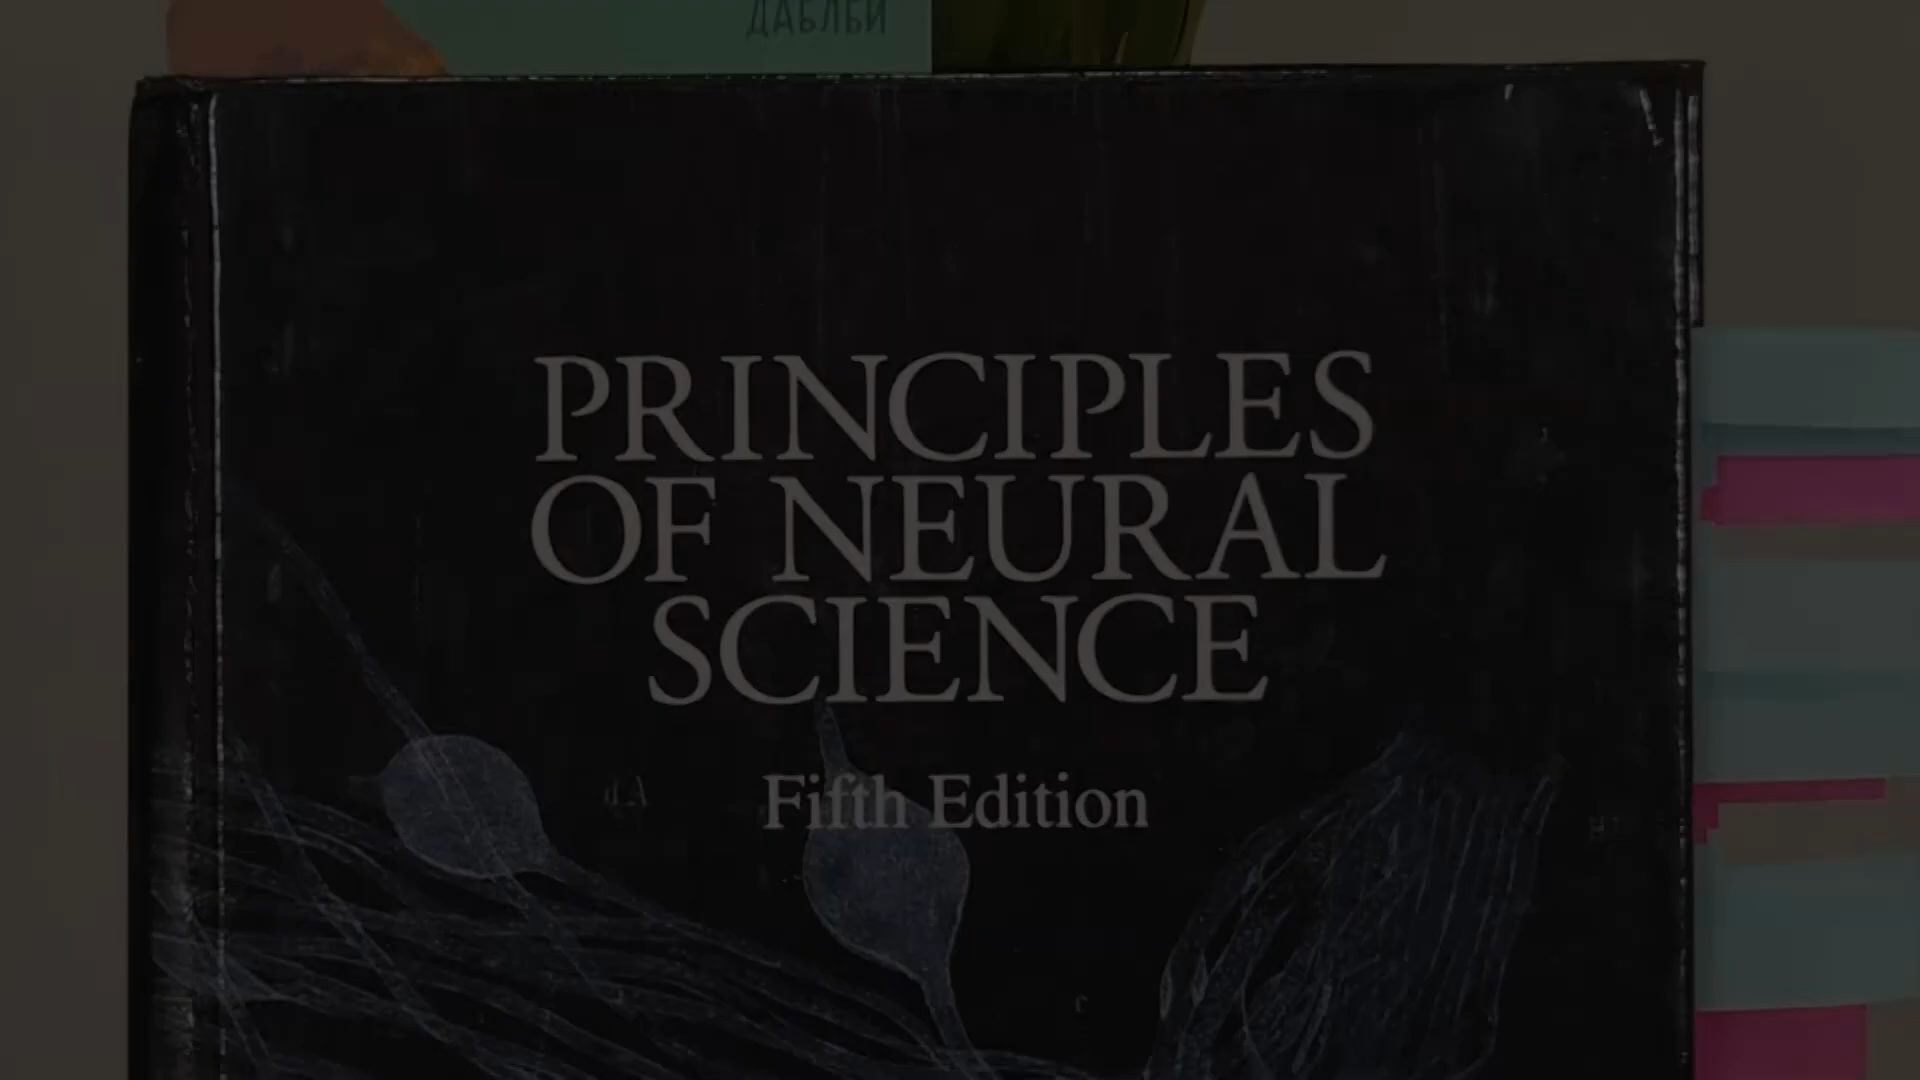 ДАБЛБИ
PRINCIPLES
OF NEURAL
SCIENCE
Fifth Edition